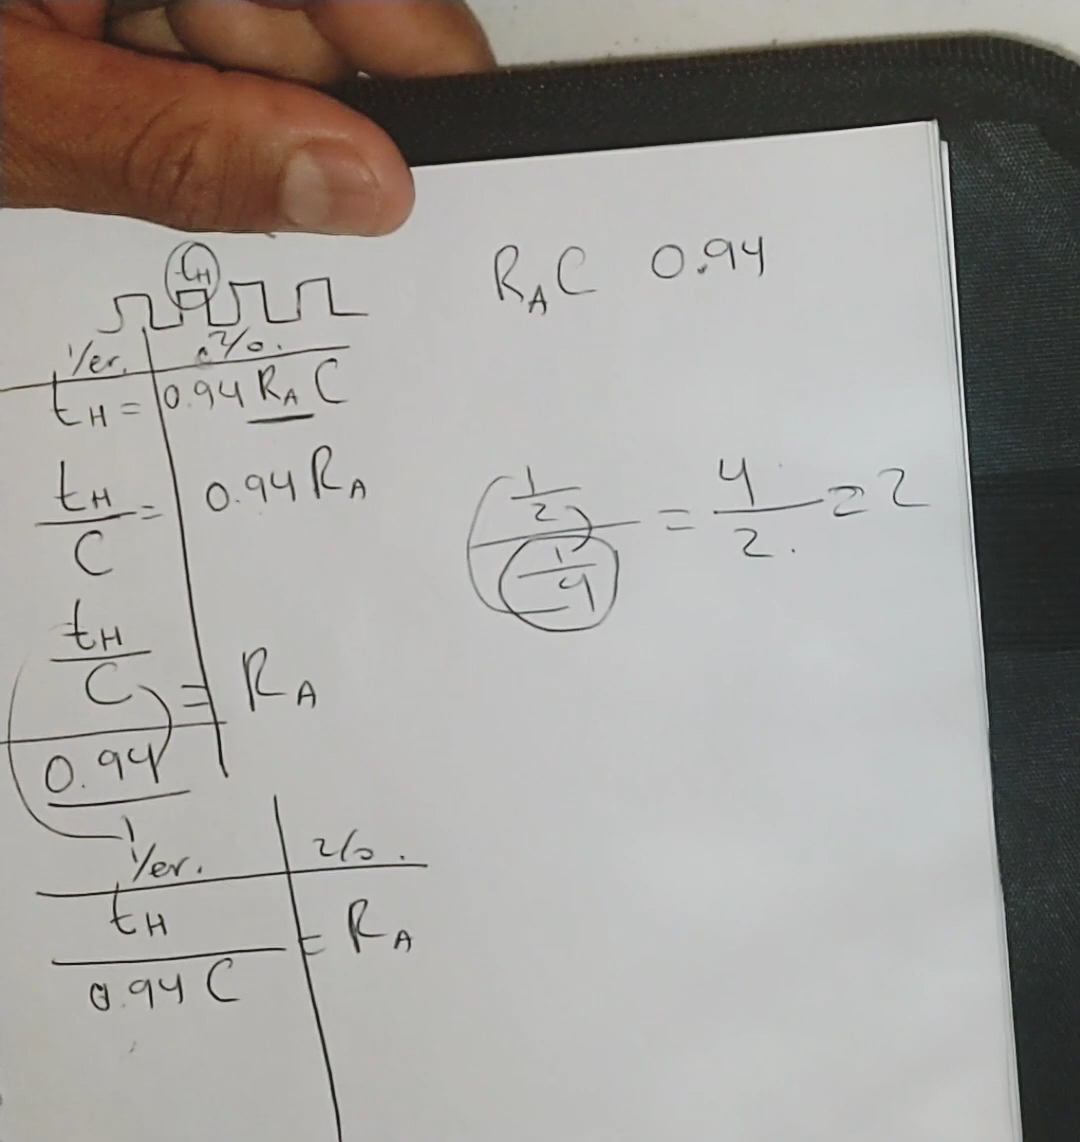 tH
RAC 0.94
1/er. 2/o.
tH = 0.94 RA C
tH/C = 0.94 RA
(1/2)/(1/4) = 4/2. = 2
(tH/C)/0.94 = RA
1
1/er. 2/o.
tH/0.94 C = RA